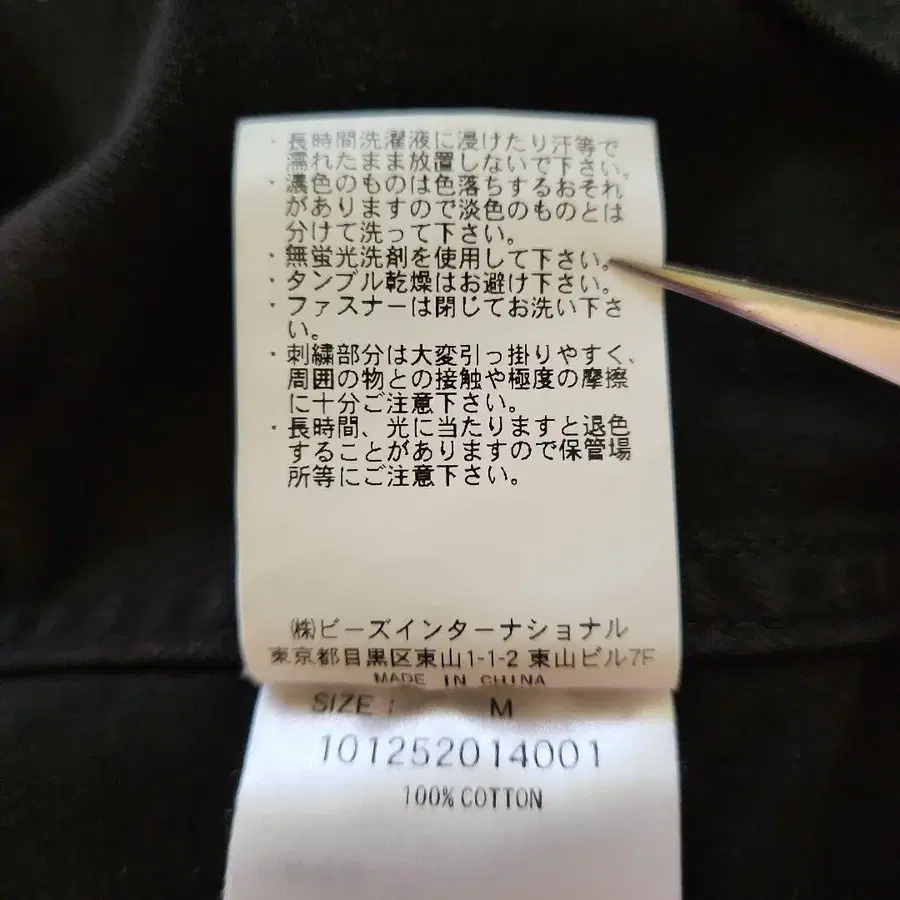 ・長時間洗濯液に浸けたり汗等で
濡れたまま放置しないで下さい。
・濃色のものは色落ちするおそれ
がありますので淡色のものとは
分けて洗って下さい。
・無蛍光洗剤を使用して下さい。
・タンブル乾燥はお避け下さい。
・ファスナーは閉じてお洗い下さ
い。
・刺繍部分は大変引っ掛りやすく、
周囲の物との接触や極度の摩擦
に十分ご注意下さい。
・長時間、光に当たりますと退色
することがありますので保管場
所等にご注意下さい。
㈱ビーズインターナショナル
東京都目黒区東山1-1-2 東山ビル7F
MADE IN CHINA
SIZE : M
101252014001
100% COTTON